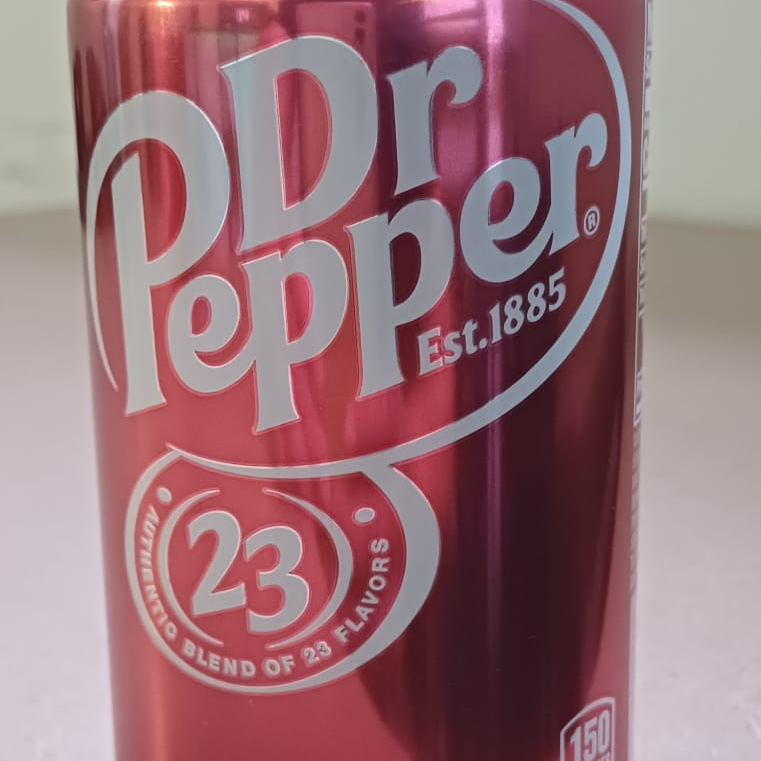 Dr
Pepper®
Est.1885
23
AUTHENTIC BLEND OF 23 FLAVORS
150